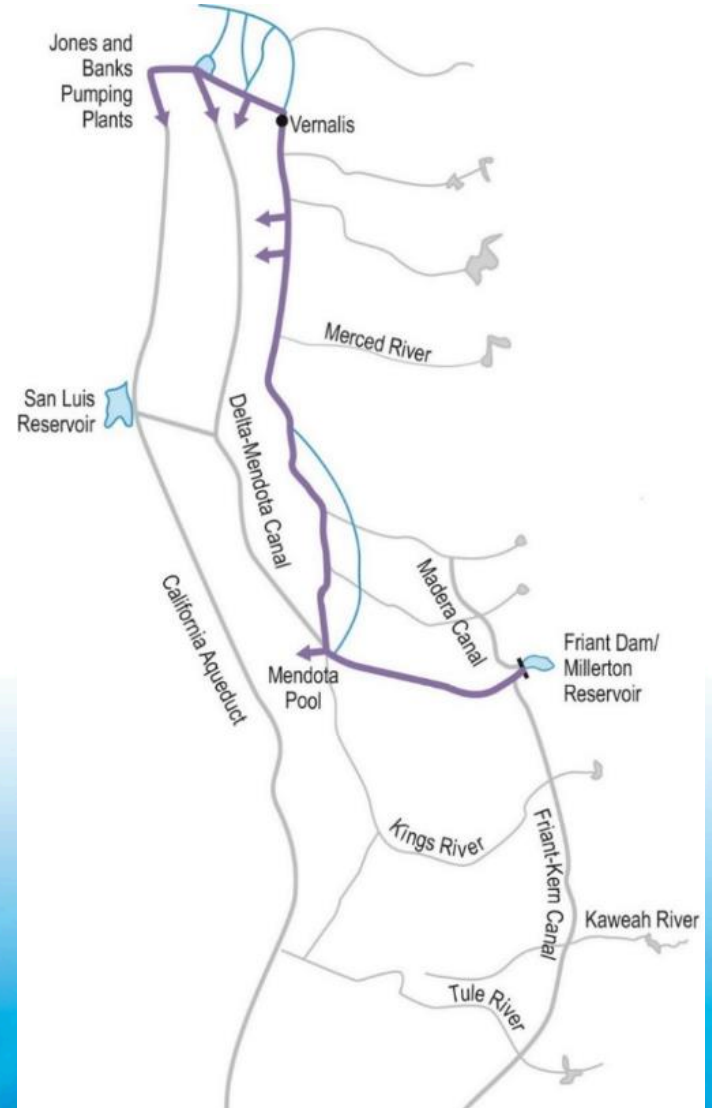 Jones and
Banks
Pumping
Plants
Vernalis
Merced River
San Luis
Reservoir
Delta-Mendota Canal
Madera Canal
California Aqueduct
Friant Dam/
Millerton
Reservoir
Mendota
Pool
Kings River
Friant-Kern Canal
Kaweah River
Tule River